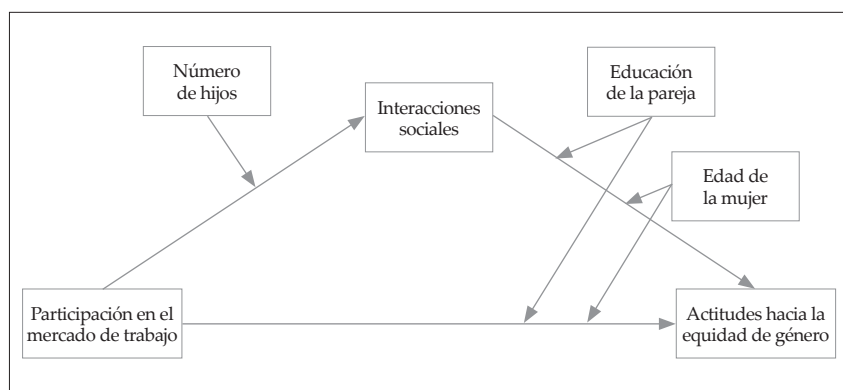 Número
de hijos
Interacciones
sociales
Educación
de la pareja
Edad de
la mujer
Participación en el
mercado de trabajo
Actitudes hacia la
equidad de género